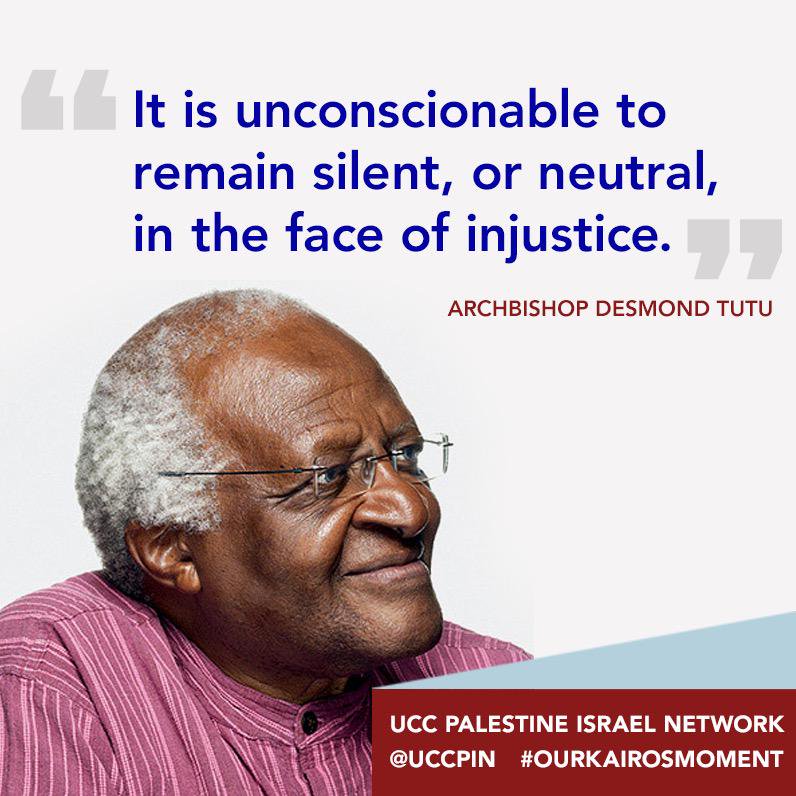 It is unconscionable to
remain silent, or neutral,
in the face of injustice.
ARCHBISHOP DESMOND TUTU
UCC PALESTINE ISRAEL NETWORK
@UCCPIN #OURKAIROSMOMENT